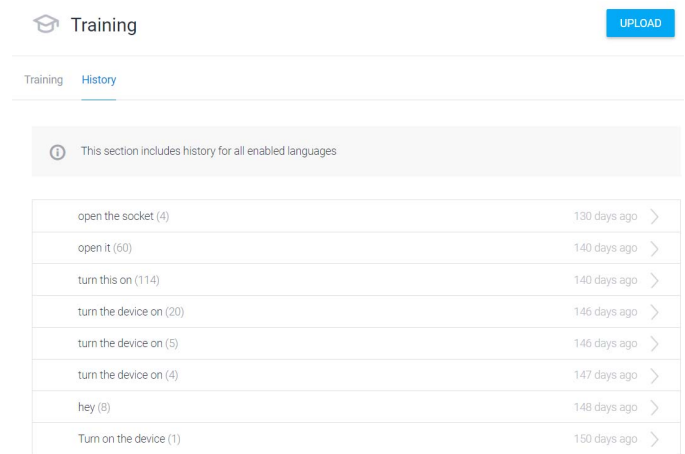 Training
UPLOAD
Training History
This section includes history for all enabled languages
open the socket (4) 130 days ago
open it (60) 140 days ago
turn this on (114) 140 days ago
turn the device on (20) 146 days ago
turn the device on (5) 146 days ago
turn the device on (4) 147 days ago
hey (8) 148 days ago
Turn on the device (1) 150 days ago